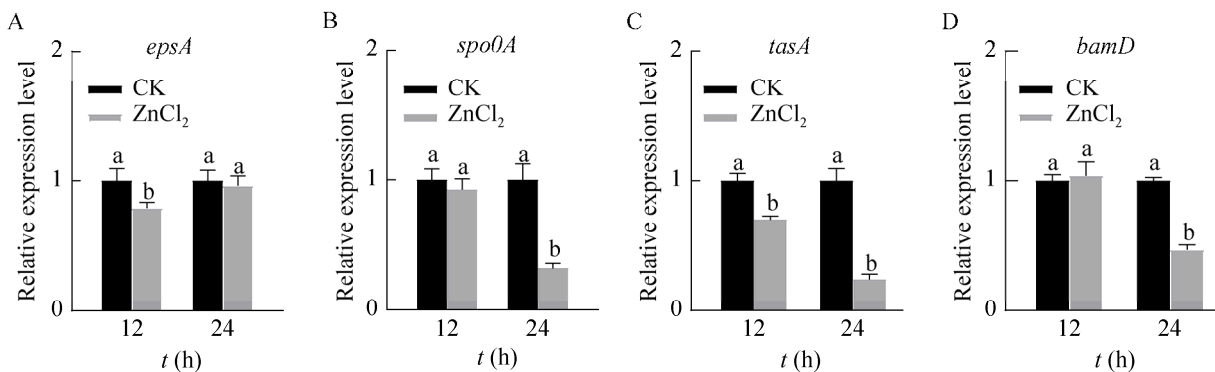 A
epsA
Relative expression level
2
1
0
CK
ZnCl₂
a
b
a
a
12
24
t (h)
B
spo0A
Relative expression level
2
1
0
CK
ZnCl₂
a
a
a
b
12
24
t (h)
C
tasA
Relative expression level
2
1
0
CK
ZnCl₂
a
b
a
b
12
24
t (h)
D
bamD
Relative expression level
2
1
0
CK
ZnCl₂
a
a
a
b
12
24
t (h)